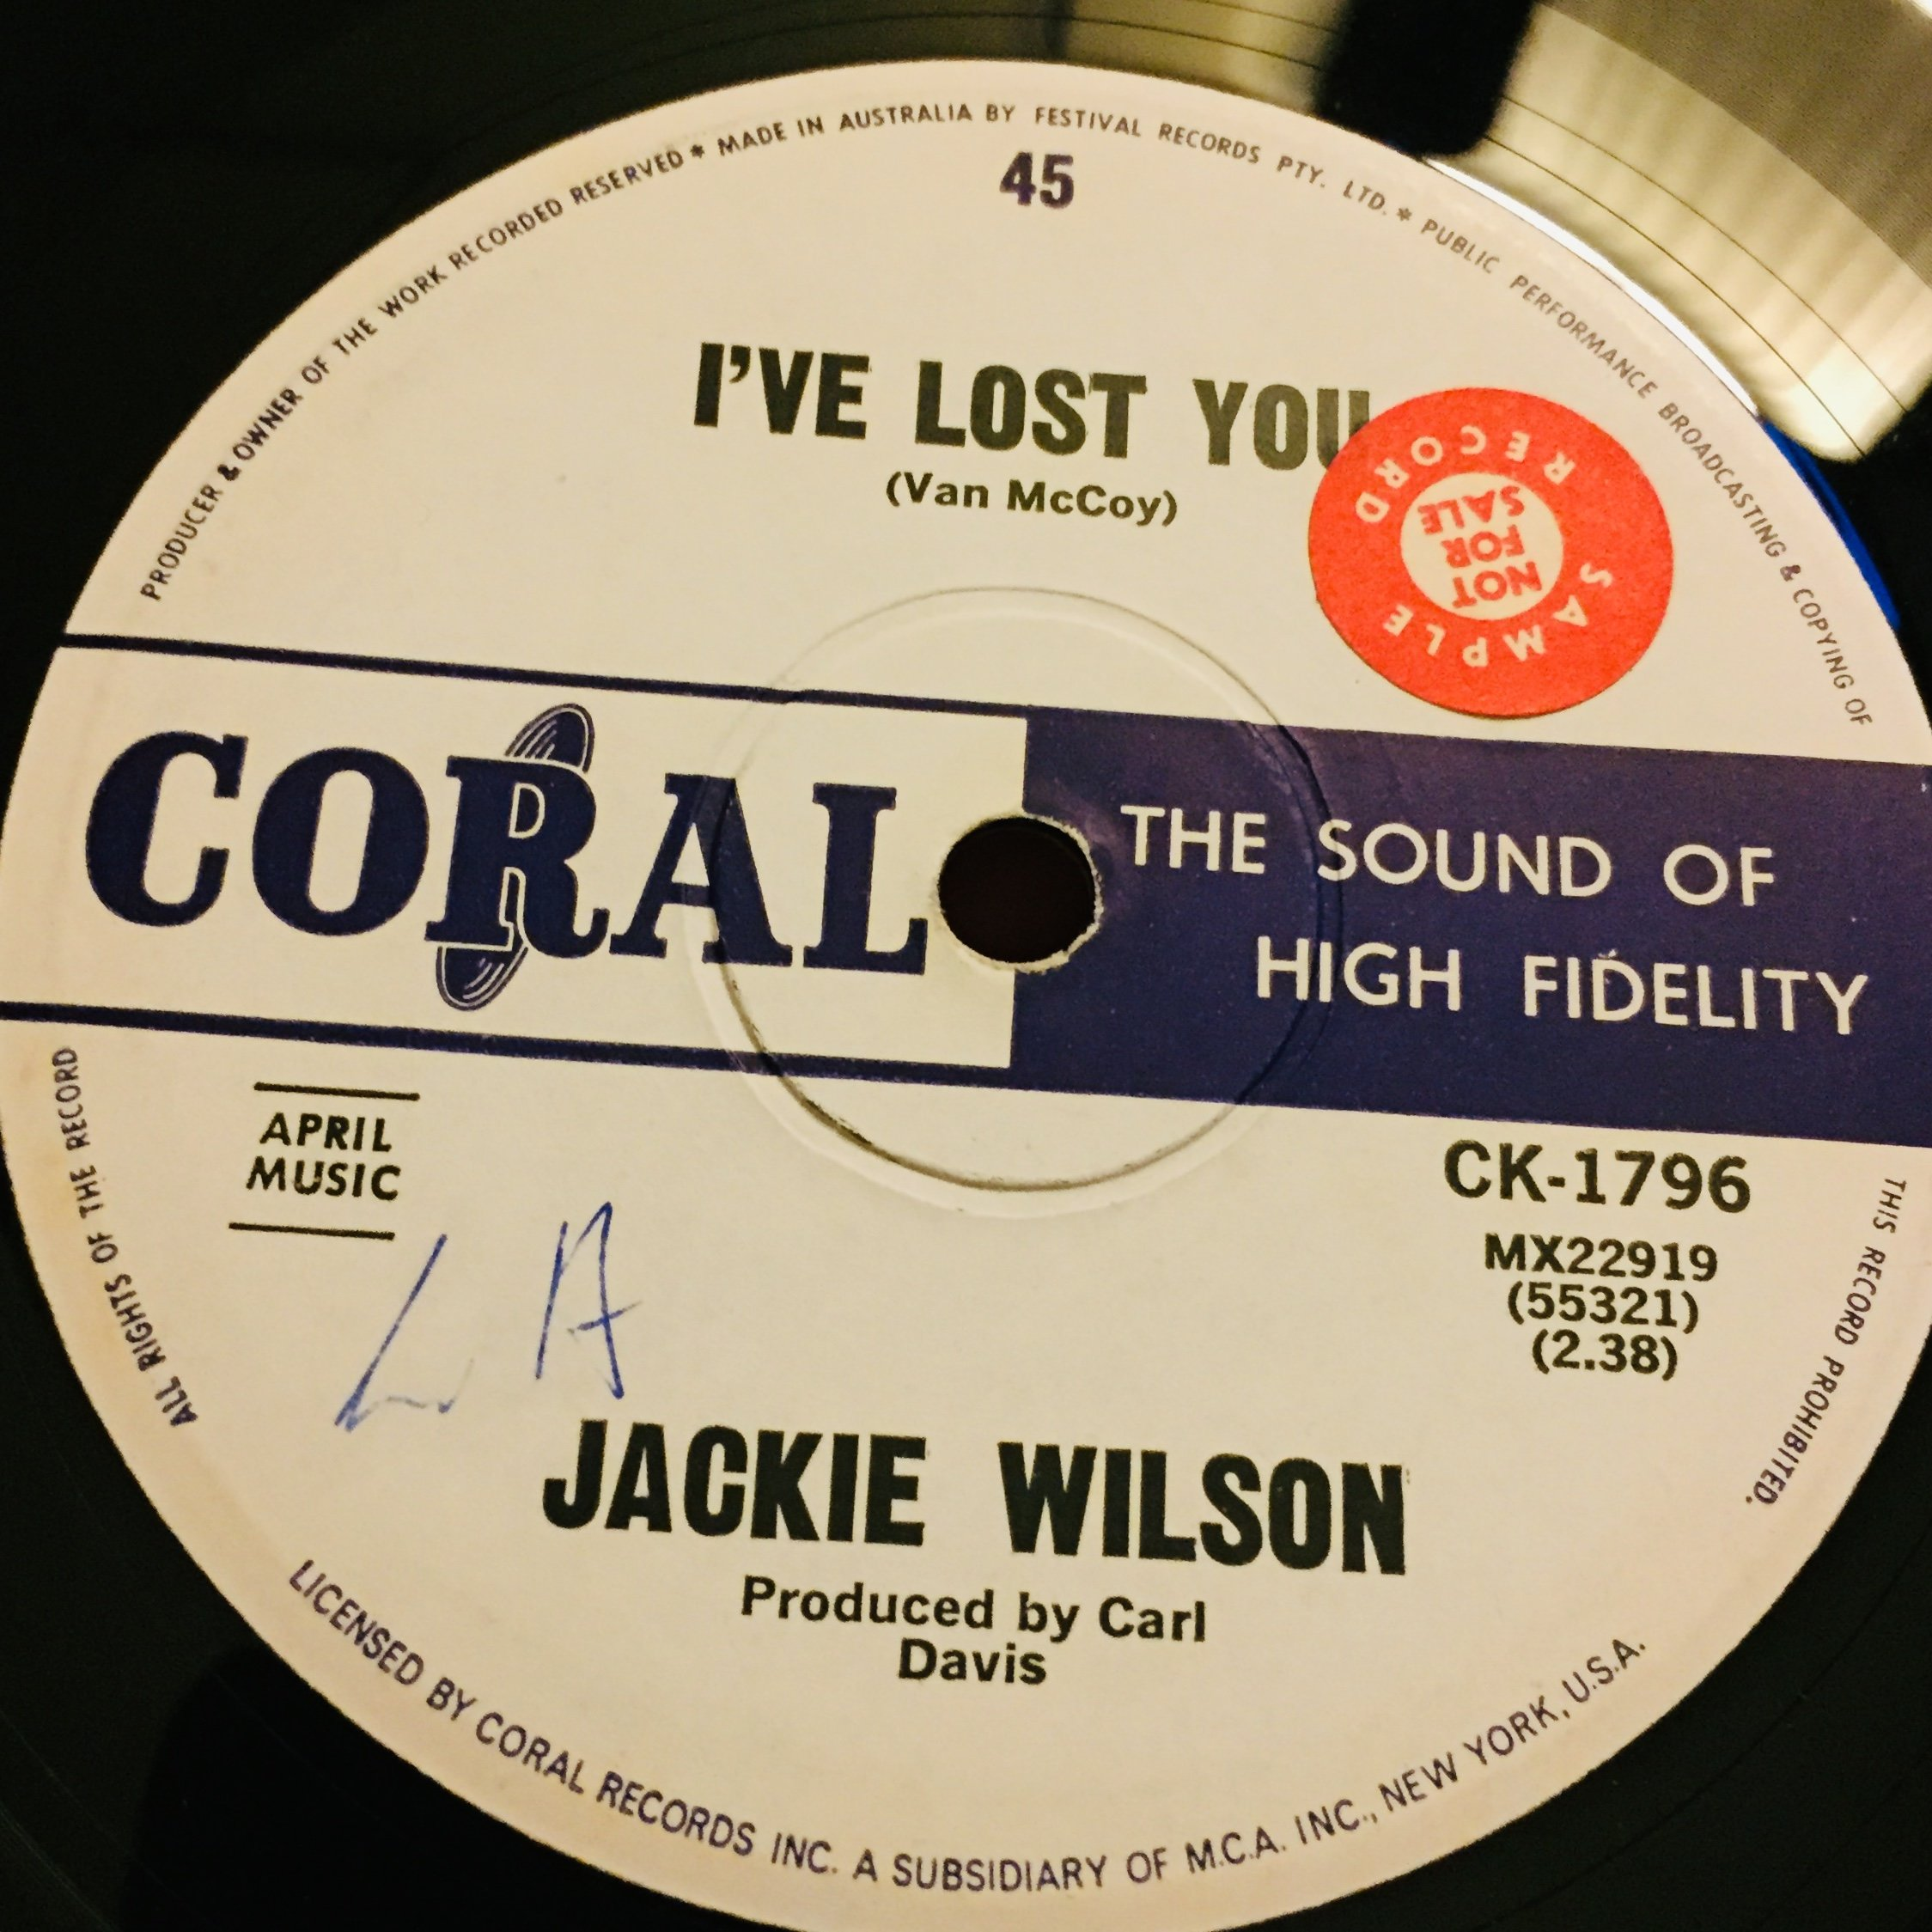 PRODUCER & OWNER OF THE WORK RECORDED RESERVED * MADE IN AUSTRALIA BY FESTIVAL RECORDS PTY. LTD. * PUBLIC PERFORMANCE BROADCASTING & COPYING OF
45
I'VE LOST YOU
(Van McCoy)
SAMPLE RECORD
NOT
FOR
SALE
CORAL
THE SOUND OF
HIGH FIDELITY
APRIL
MUSIC
CK-1796
MX22919
(55321)
(2.38)
THIS RECORD PROHIBITED.
ALL RIGHTS OF THE RECORD
L A
JACKIE WILSON
Produced by Carl
Davis
LICENSED BY CORAL RECORDS INC. A SUBSIDIARY OF M.C.A. INC., NEW YORK, U.S.A.